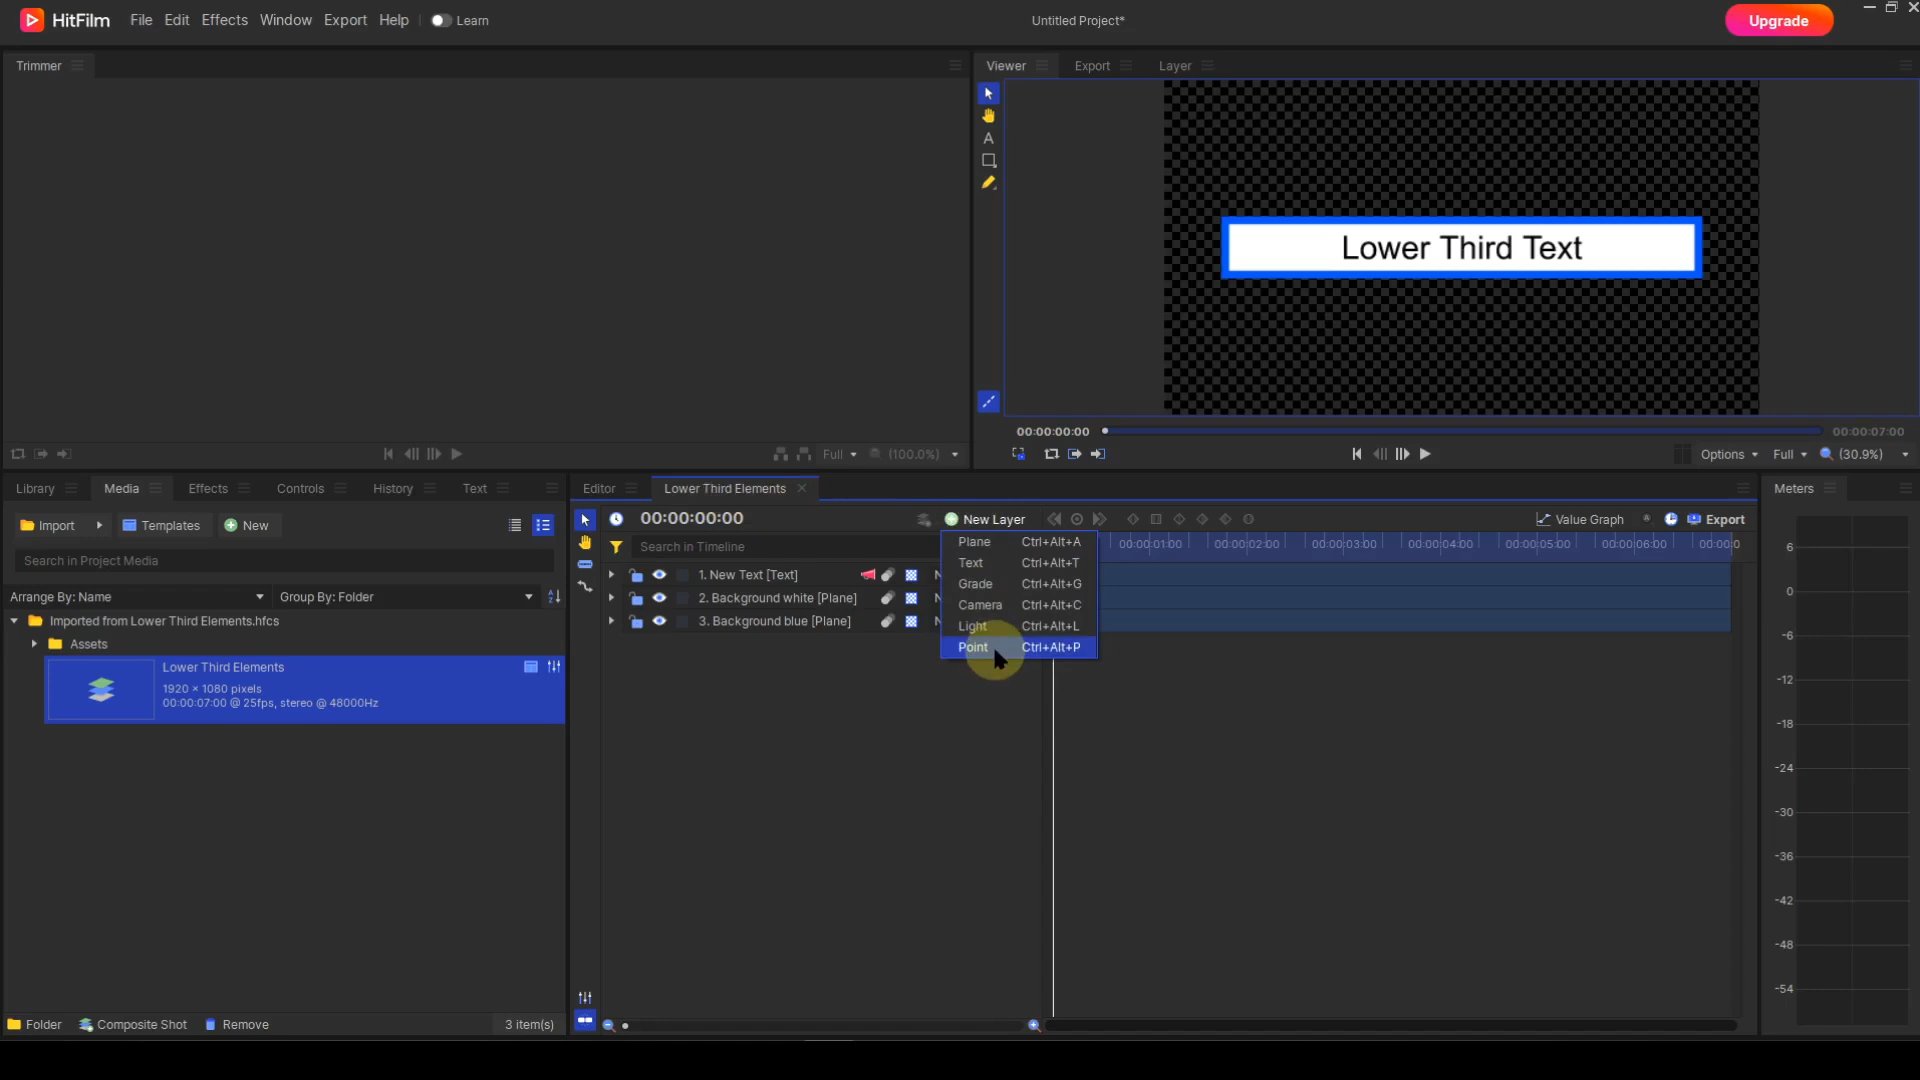 HitFilm File Edit Effects Window Export Help Learn Untitled Project* Upgrade
Trimmer
Viewer Export Layer
Lower Third Text
00:00:00:00 00:00:07:00
Full (100.0%)
Options Full (30.9%)
Library Media Effects Controls History Text
Editor Lower Third Elements
Meters
Import Templates New
00:00:00:00 New Layer Value Graph Export
Search in Project Media
Search in Timeline
Plane Ctrl+Alt+A
Text Ctrl+Alt+T
Grade Ctrl+Alt+G
Camera Ctrl+Alt+C
Light Ctrl+Alt+L
Point Ctrl+Alt+P
00:00:01:00 00:00:02:00 00:00:03:00 00:00:04:00 00:00:05:00 00:00:06:00 00:00:0
Arrange By: Name Group By: Folder
1. New Text [Text] N
2. Background white [Plane] N
3. Background blue [Plane] N
Imported from Lower Third Elements.hfcs
Assets
Lower Third Elements
1920 × 1080 pixels
00:00:07:00 @ 25fps, stereo @ 48000Hz
6
0
-6
-12
-18
-24
-30
-36
-42
-48
-54
Folder Composite Shot Remove 3 item(s)